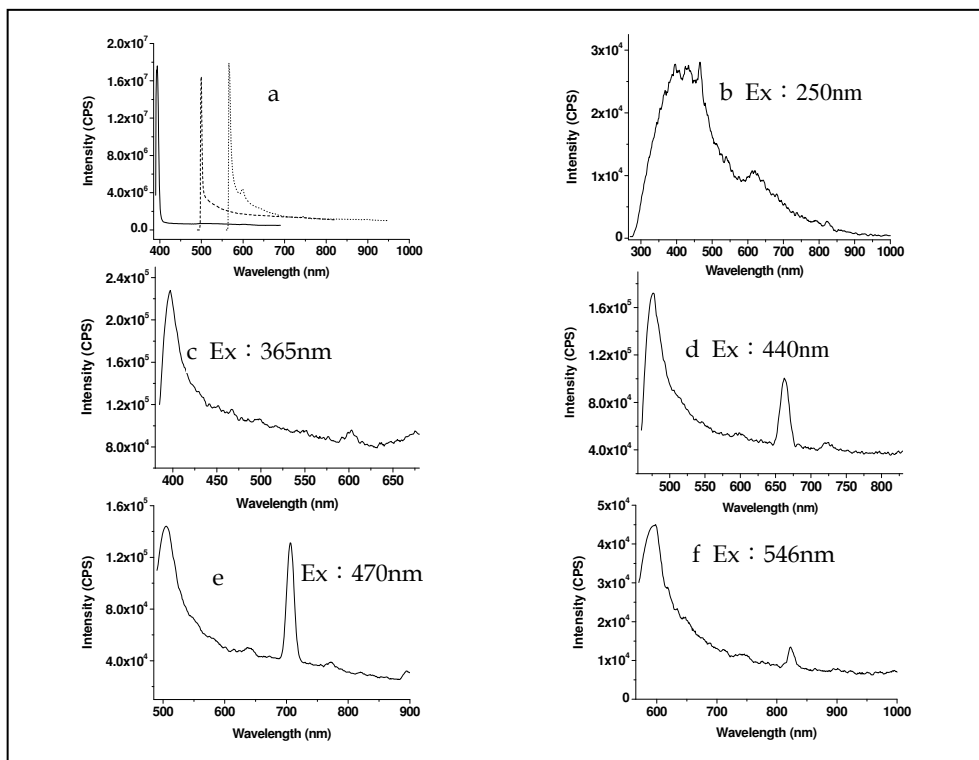 a
Intensity (CPS)
2.0x10⁷
1.6x10⁷
1.2x10⁷
8.0x10⁶
4.0x10⁶
0.0
400 500 600 700 800 900 1000
Wavelength (nm)
b Ex：250nm
Intensity (CPS)
3x10⁴
2x10⁴
1x10⁴
0
300 400 500 600 700 800 900 1000
Wavelength (nm)
c Ex：365nm
Intensity (CPS)
2.4x10⁵
2.0x10⁵
1.6x10⁵
1.2x10⁵
8.0x10⁴
400 450 500 550 600 650
Wavelength (nm)
d Ex：440nm
Intensity (CPS)
1.6x10⁵
1.2x10⁵
8.0x10⁴
4.0x10⁴
500 550 600 650 700 750 800
Wavelength (nm)
e Ex：470nm
Intensity (CPS)
1.6x10⁵
1.2x10⁵
8.0x10⁴
4.0x10⁴
500 600 700 800 900
Wavelength (nm)
f Ex：546nm
Intensity (CPS)
5x10⁴
4x10⁴
3x10⁴
2x10⁴
1x10⁴
0
600 700 800 900 1000
Wavelength (nm)